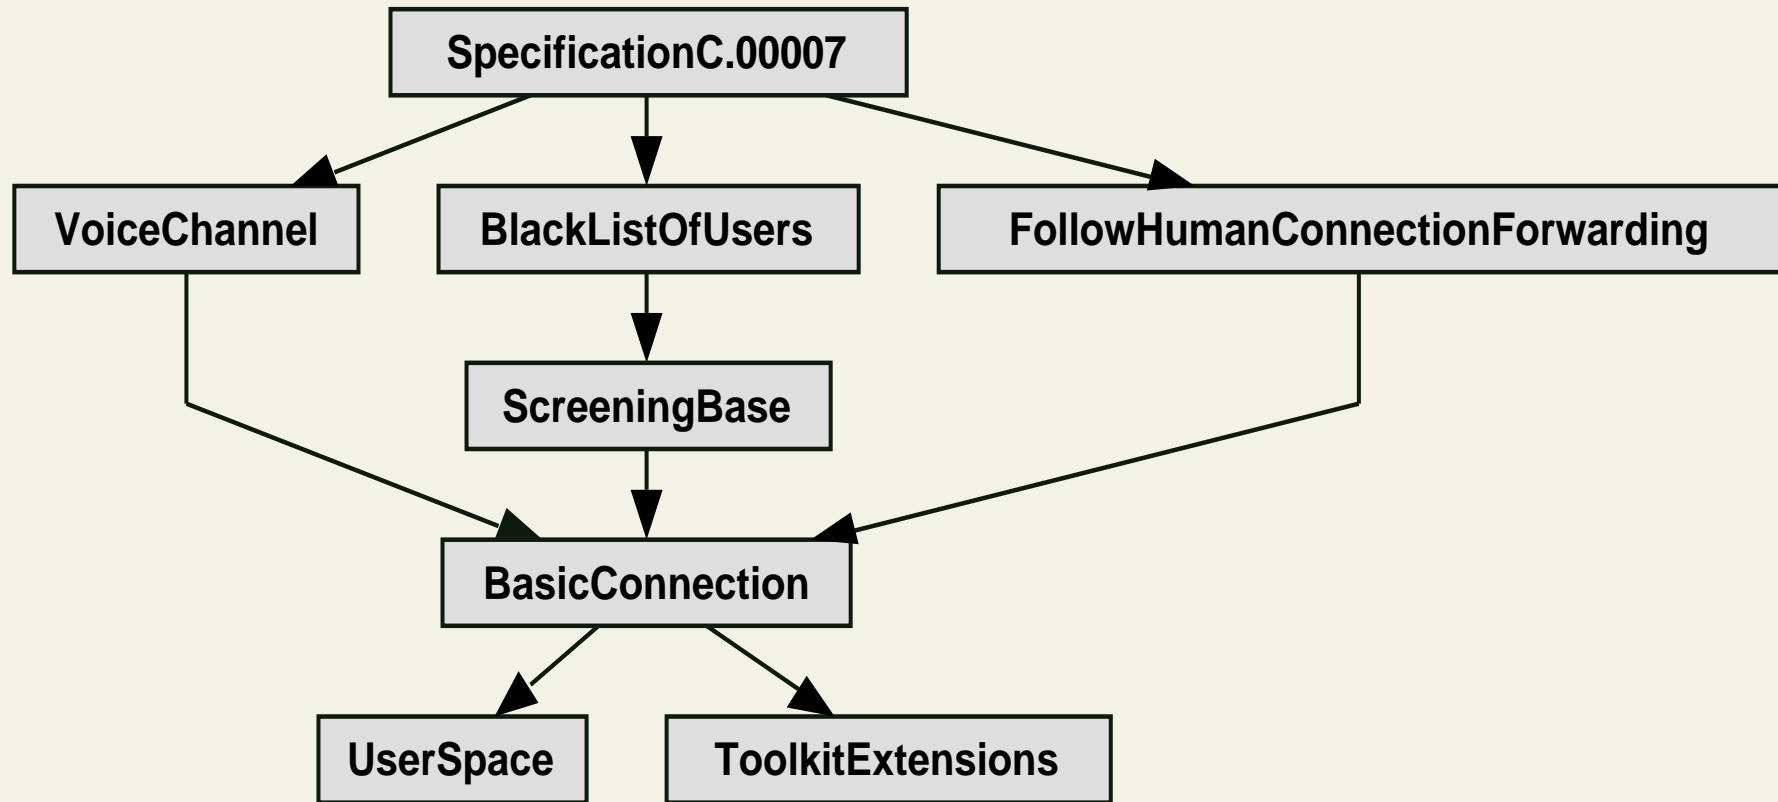 SpecificationC.00007
VoiceChannel
BlackListOfUsers
FollowHumanConnectionForwarding
ScreeningBase
BasicConnection
UserSpace
ToolkitExtensions